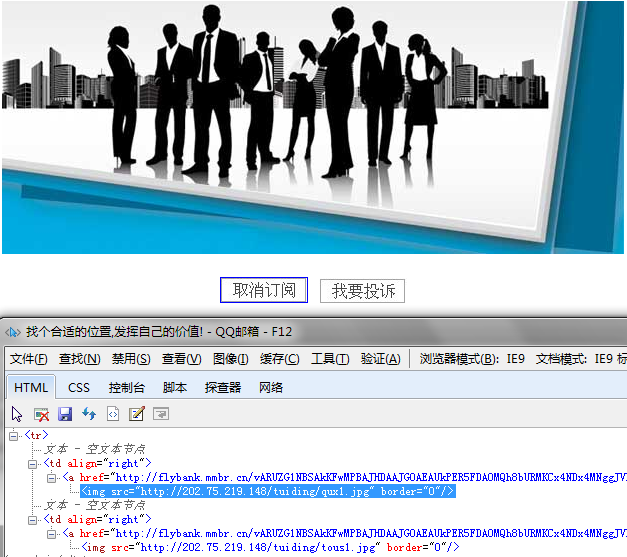 取消订阅 我要投诉
找个合适的位置,发挥自己的价值! - QQ邮箱 - F12
文件(F) 查找(N) 禁用(S) 查看(V) 图像(I) 缓存(C) 工具(T) 验证(A) 浏览器模式(B): IE9 文档模式: IE9 标
HTML CSS 控制台 脚本 探查器 网络
<tr>
文本 - 空文本节点
<td align="right">
<a href="http://flybank.mmbr.cn/vARUZG1NBSAkKFwMPBAJHDAAJGOAEAUkPER5FDAOMQh8bURMKCx4NDx4MNggJV
<img src="http://202.75.219.148/tuiding/qux1.jpg" border="0"/>
文本 - 空文本节点
<td align="right">
<a href="http://flybank.mmbr.cn/vARUZG1NBSAkKFwMPBAJHDAAJGOAEAUkPER5FDAOMQh8bURMKCx4NDx4MNggJV
<img src="http://202.75.219.148/tuiding/tous1.jpg" border="0"/>